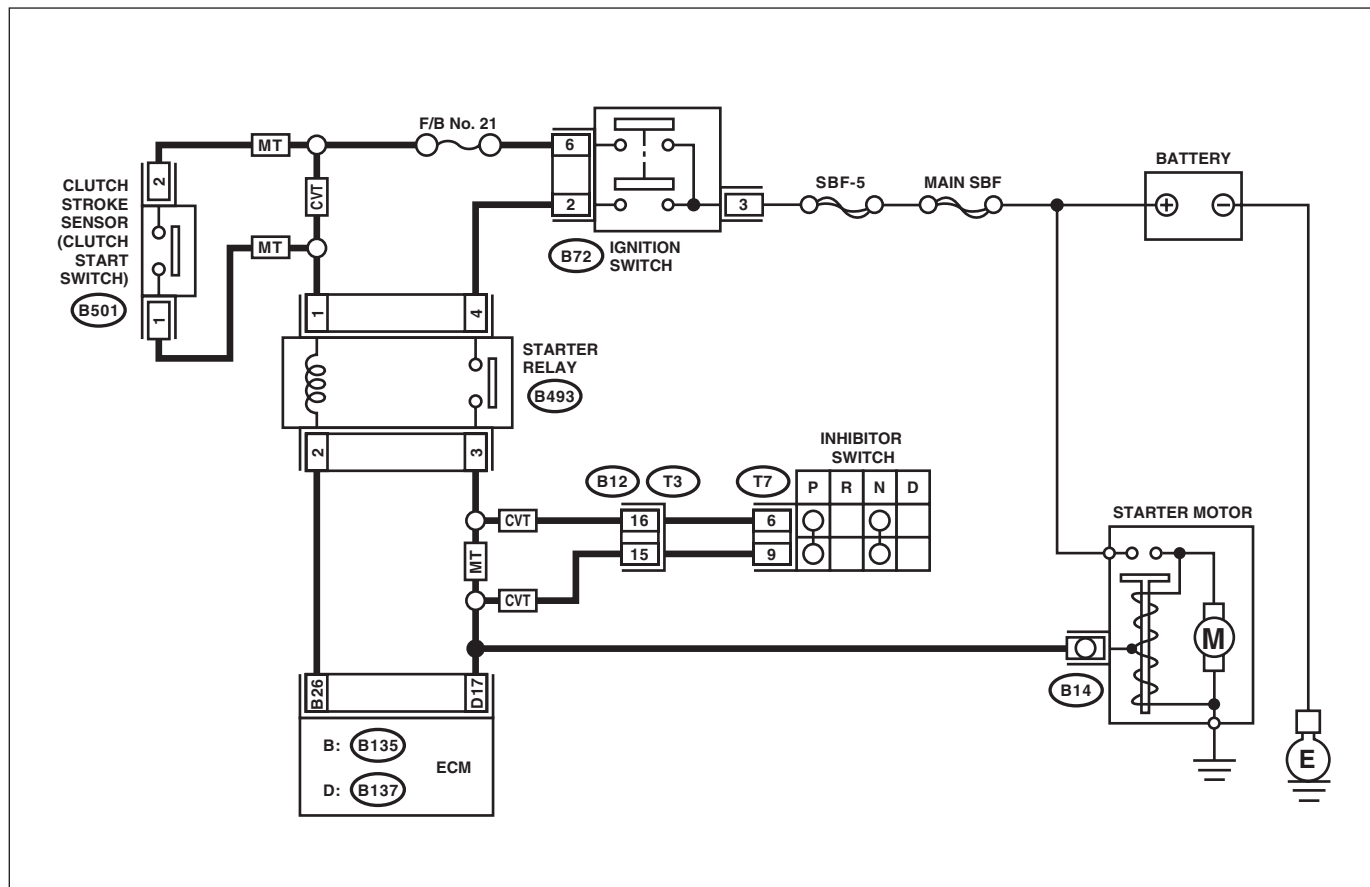 F/B No. 21
6
2
B72
IGNITION
SWITCH
3
SBF-5
MAIN SBF
BATTERY
+
−
MT
CVT
MT
2
CLUTCH
STROKE
SENSOR
(CLUTCH
START
SWITCH)
B501
1
1
4
STARTER
RELAY
B493
2
3
INHIBITOR
SWITCH
B12
T3
T7
P R N D
CVT
16
6
15
9
MT
CVT
STARTER MOTOR
M
B14
E
B26
D17
B: B135
D: B137
ECM